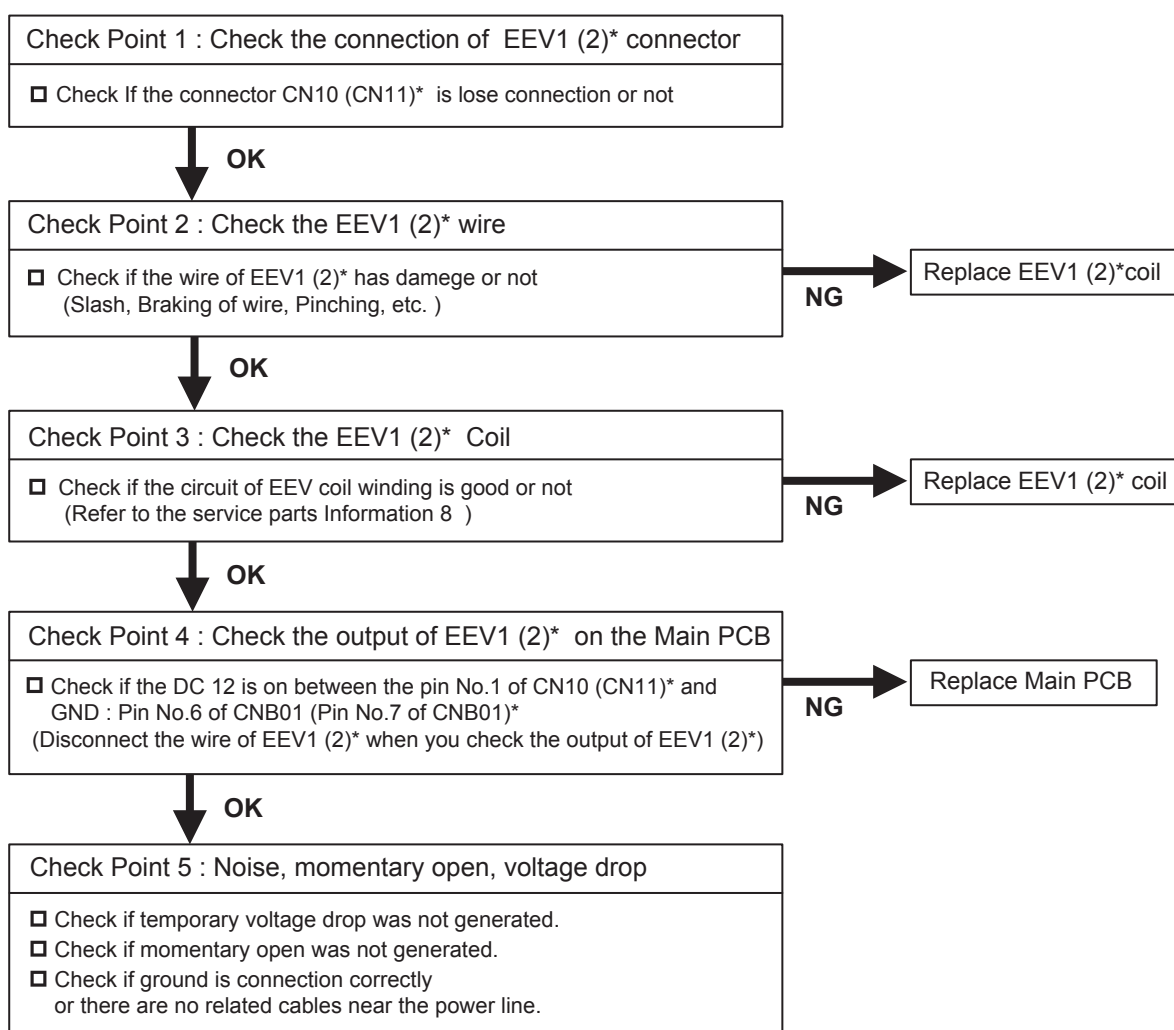 Check Point 1 : Check the connection of EEV1 (2)* connector
Check If the connector CN10 (CN11)* is lose connection or not
OK
Check Point 2 : Check the EEV1 (2)* wire
Check if the wire of EEV1 (2)* has damege or not
(Slash, Braking of wire, Pinching, etc. )
NG
Replace EEV1 (2)*coil
OK
Check Point 3 : Check the EEV1 (2)* Coil
Check if the circuit of EEV coil winding is good or not
(Refer to the service parts Information 8 )
NG
Replace EEV1 (2)* coil
OK
Check Point 4 : Check the output of EEV1 (2)* on the Main PCB
Check if the DC 12 is on between the pin No.1 of CN10 (CN11)* and
GND : Pin No.6 of CNB01 (Pin No.7 of CNB01)*
(Disconnect the wire of EEV1 (2)* when you check the output of EEV1 (2)*)
NG
Replace Main PCB
OK
Check Point 5 : Noise, momentary open, voltage drop
Check if temporary voltage drop was not generated.
Check if momentary open was not generated.
Check if ground is connection correctly
or there are no related cables near the power line.